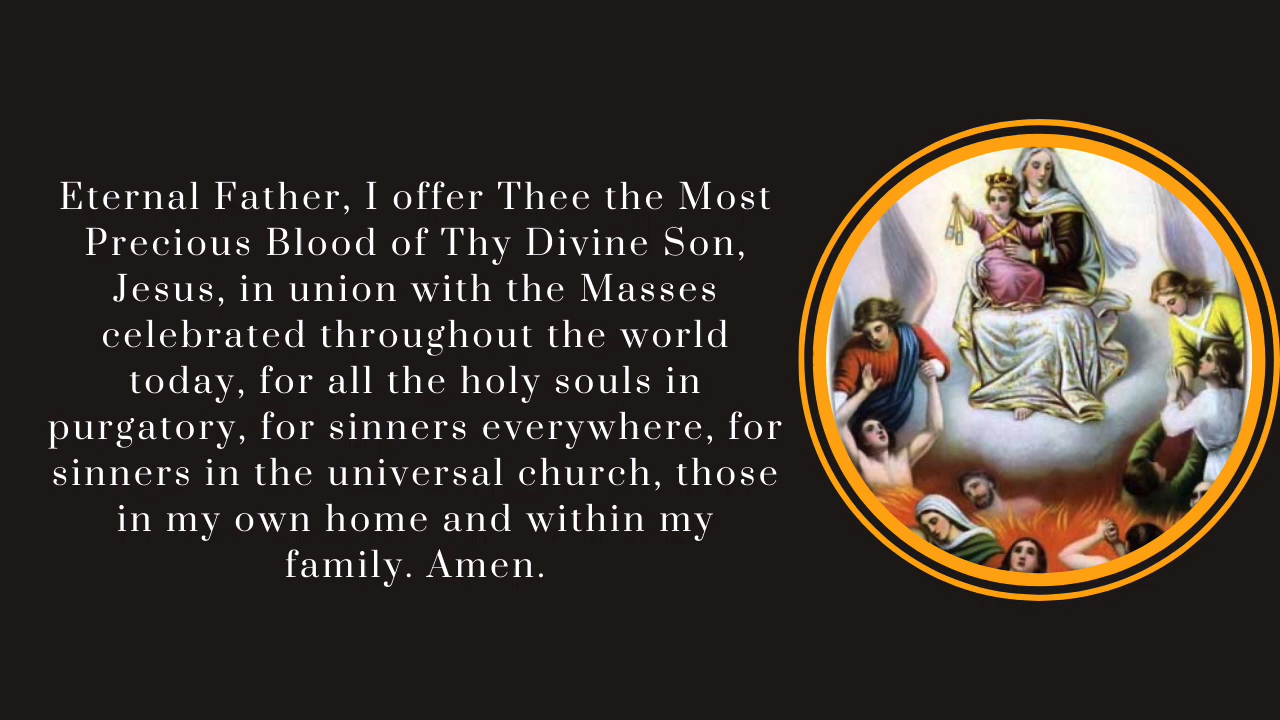 Eternal Father, I offer Thee the Most
Precious Blood of Thy Divine Son,
Jesus, in union with the Masses
celebrated throughout the world
today, for all the holy souls in
purgatory, for sinners everywhere, for
sinners in the universal church, those
in my own home and within my
family. Amen.